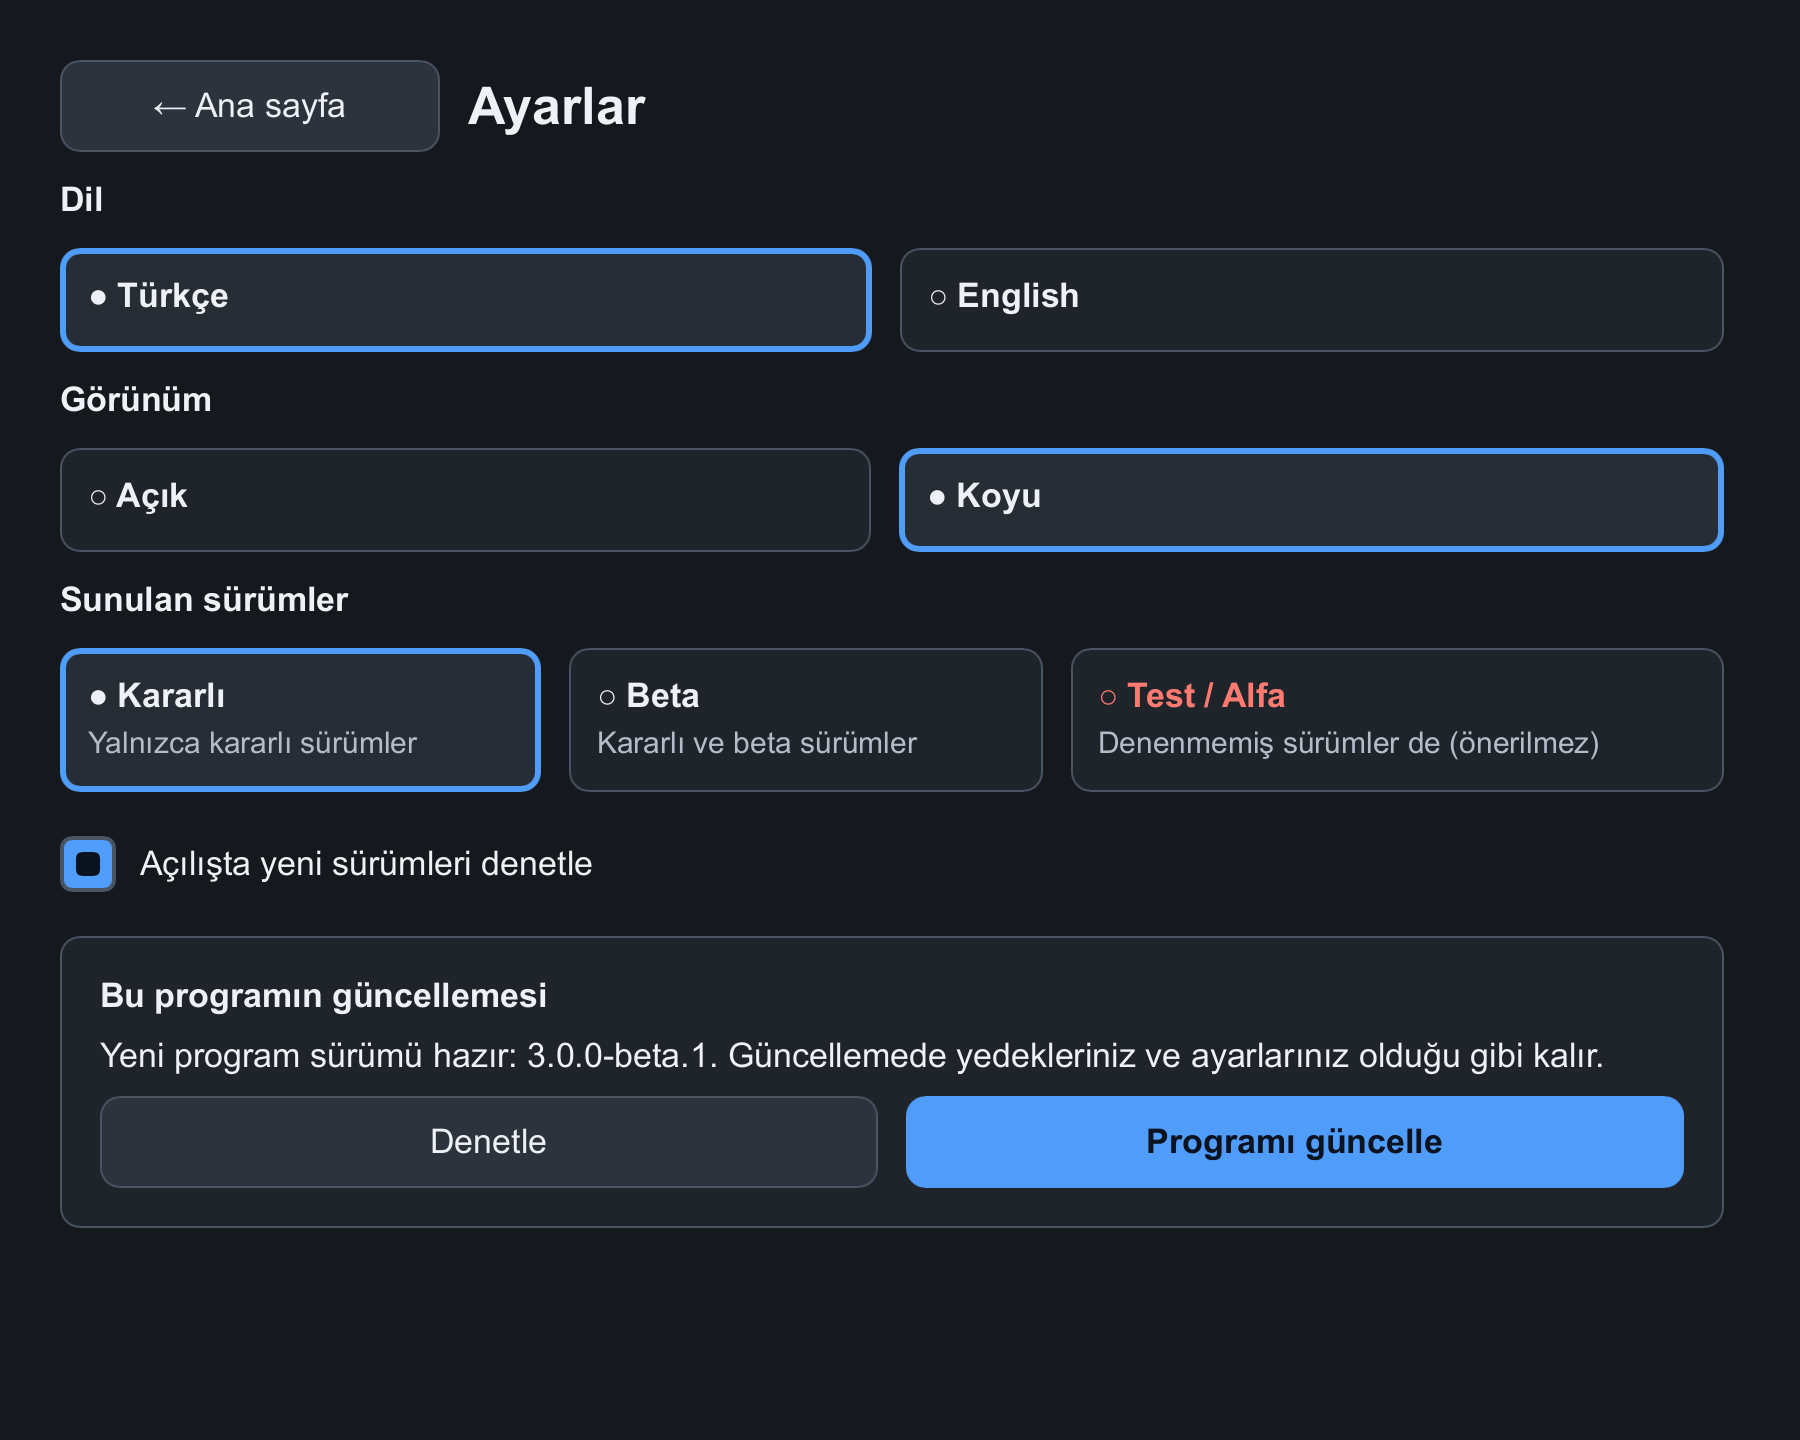 ← Ana sayfa
Ayarlar
Dil
● Türkçe
○ English
Görünüm
○ Açık
● Koyu
Sunulan sürümler
● Kararlı
Yalnızca kararlı sürümler
○ Beta
Kararlı ve beta sürümler
○ Test / Alfa
Denenmemiş sürümler de (önerilmez)
Açılışta yeni sürümleri denetle
Bu programın güncellemesi
Yeni program sürümü hazır: 3.0.0-beta.1. Güncellemede yedekleriniz ve ayarlarınız olduğu gibi kalır.
Denetle
Programı güncelle